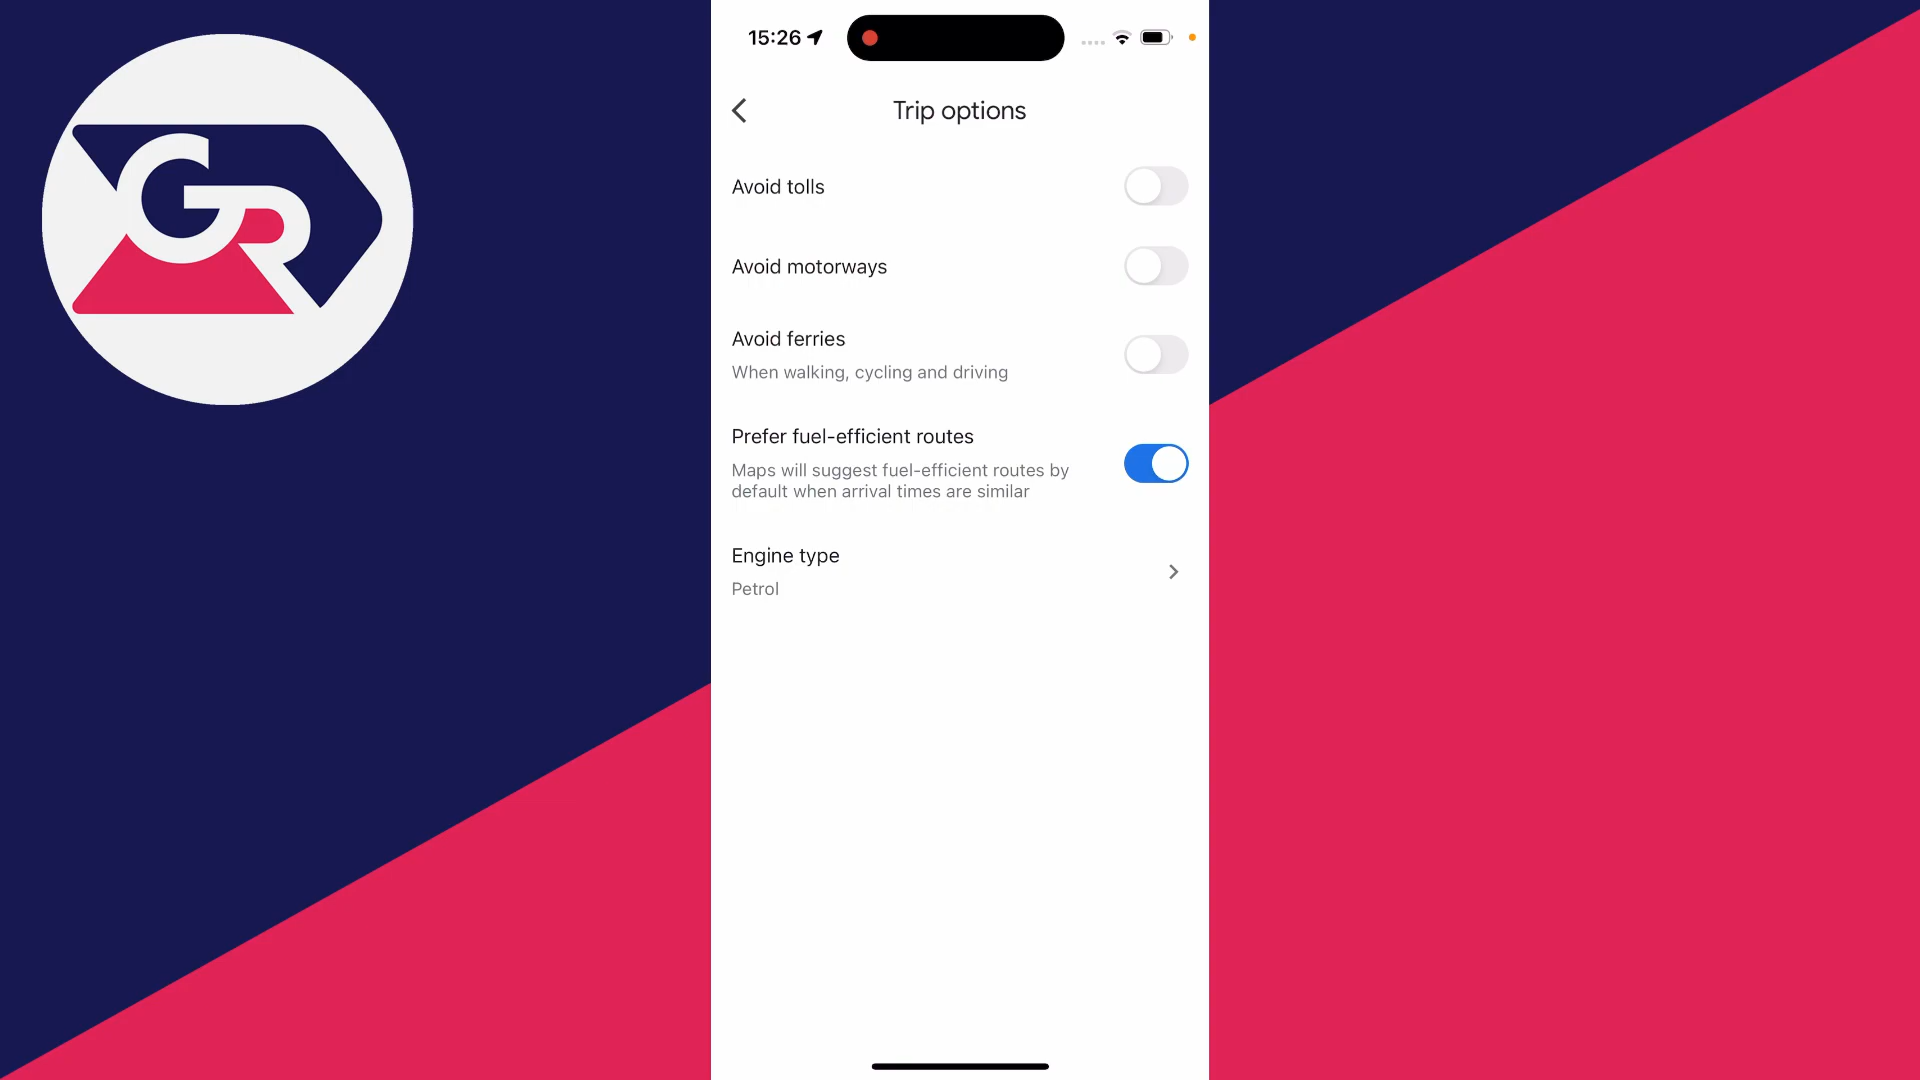 GR
15:26
Trip options
Avoid tolls
Avoid motorways
Avoid ferries
When walking, cycling and driving
Prefer fuel-efficient routes
Maps will suggest fuel-efficient routes by
default when arrival times are similar
Engine type
Petrol